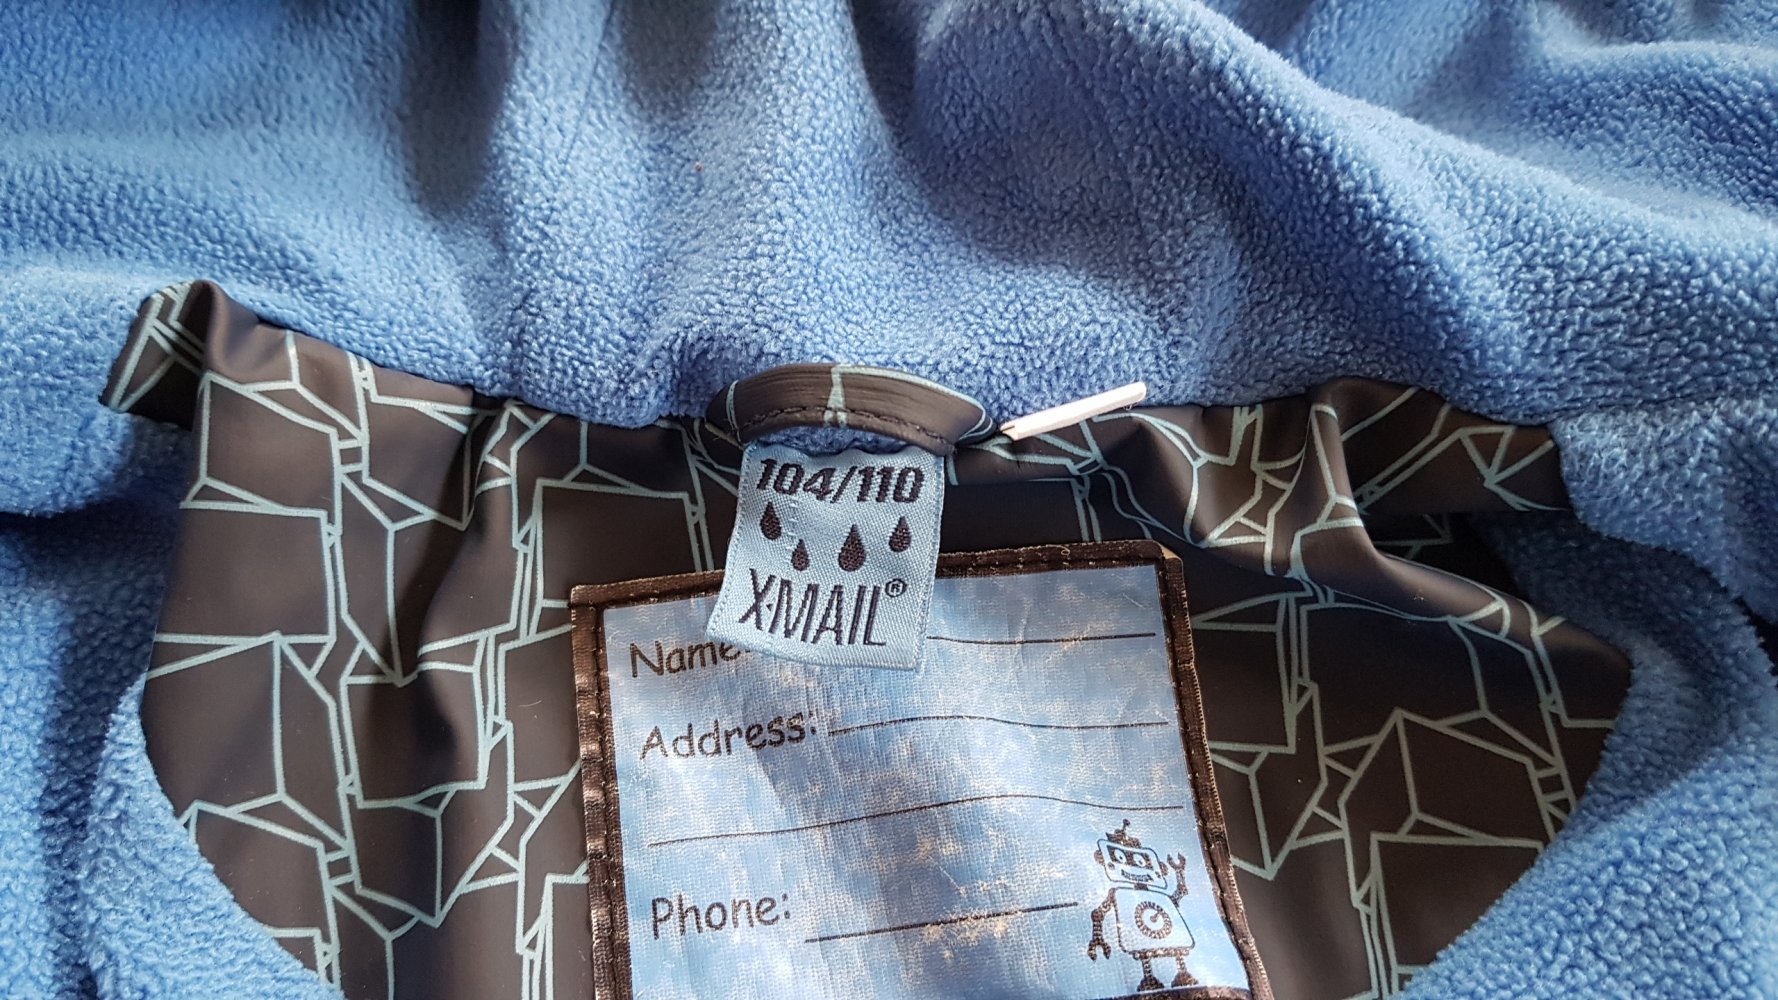 104/110
X-MAIL®
Name:
Address:
Phone: